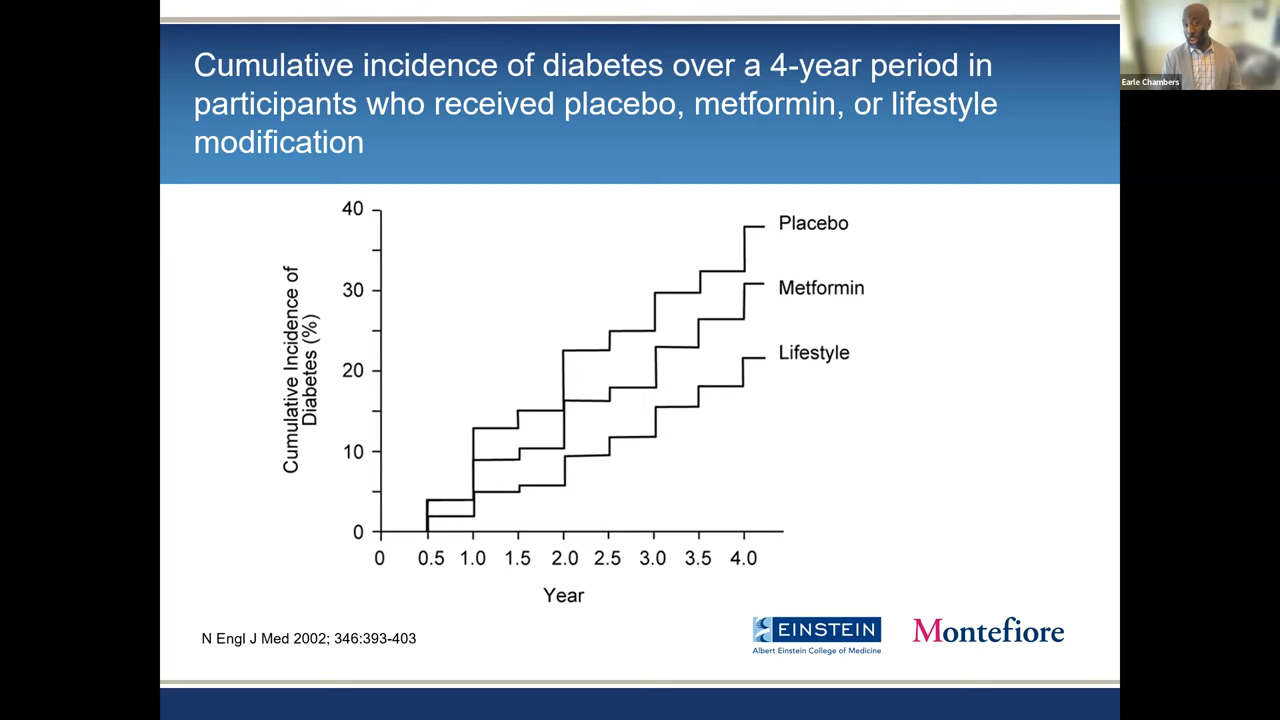 Cumulative incidence of diabetes over a 4-year period in
participants who received placebo, metformin, or lifestyle
modification
Earle Chambers
40
30
20
10
0
Cumulative Incidence of
Diabetes (%)
Placebo
Metformin
Lifestyle
0 0.5 1.0 1.5 2.0 2.5 3.0 3.5 4.0
Year
N Engl J Med 2002; 346:393-403
EINSTEIN
Albert Einstein College of Medicine
Montefiore